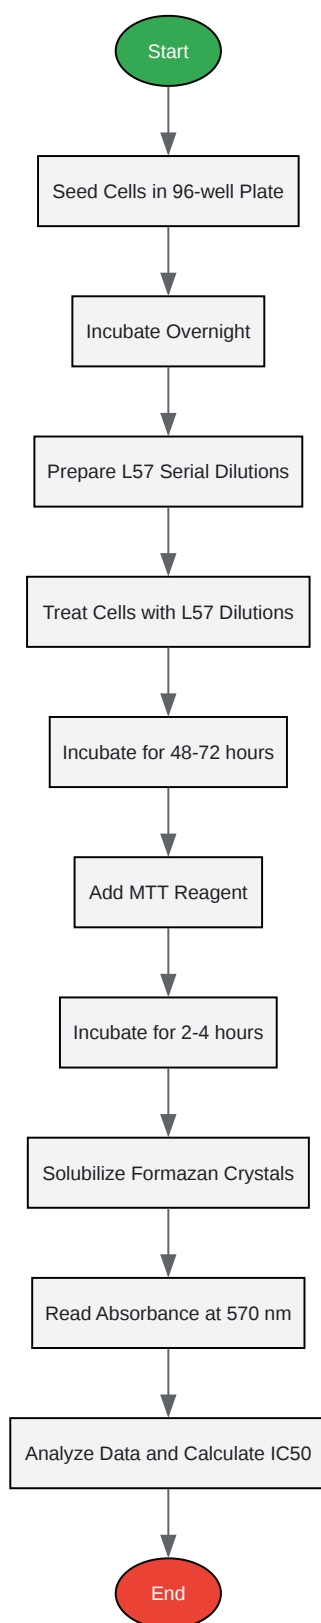 Start
Seed Cells in 96-well Plate
Incubate Overnight
Prepare L57 Serial Dilutions
Treat Cells with L57 Dilutions
Incubate for 48-72 hours
Add MTT Reagent
Incubate for 2-4 hours
Solubilize Formazan Crystals
Read Absorbance at 570 nm
Analyze Data and Calculate IC50
End